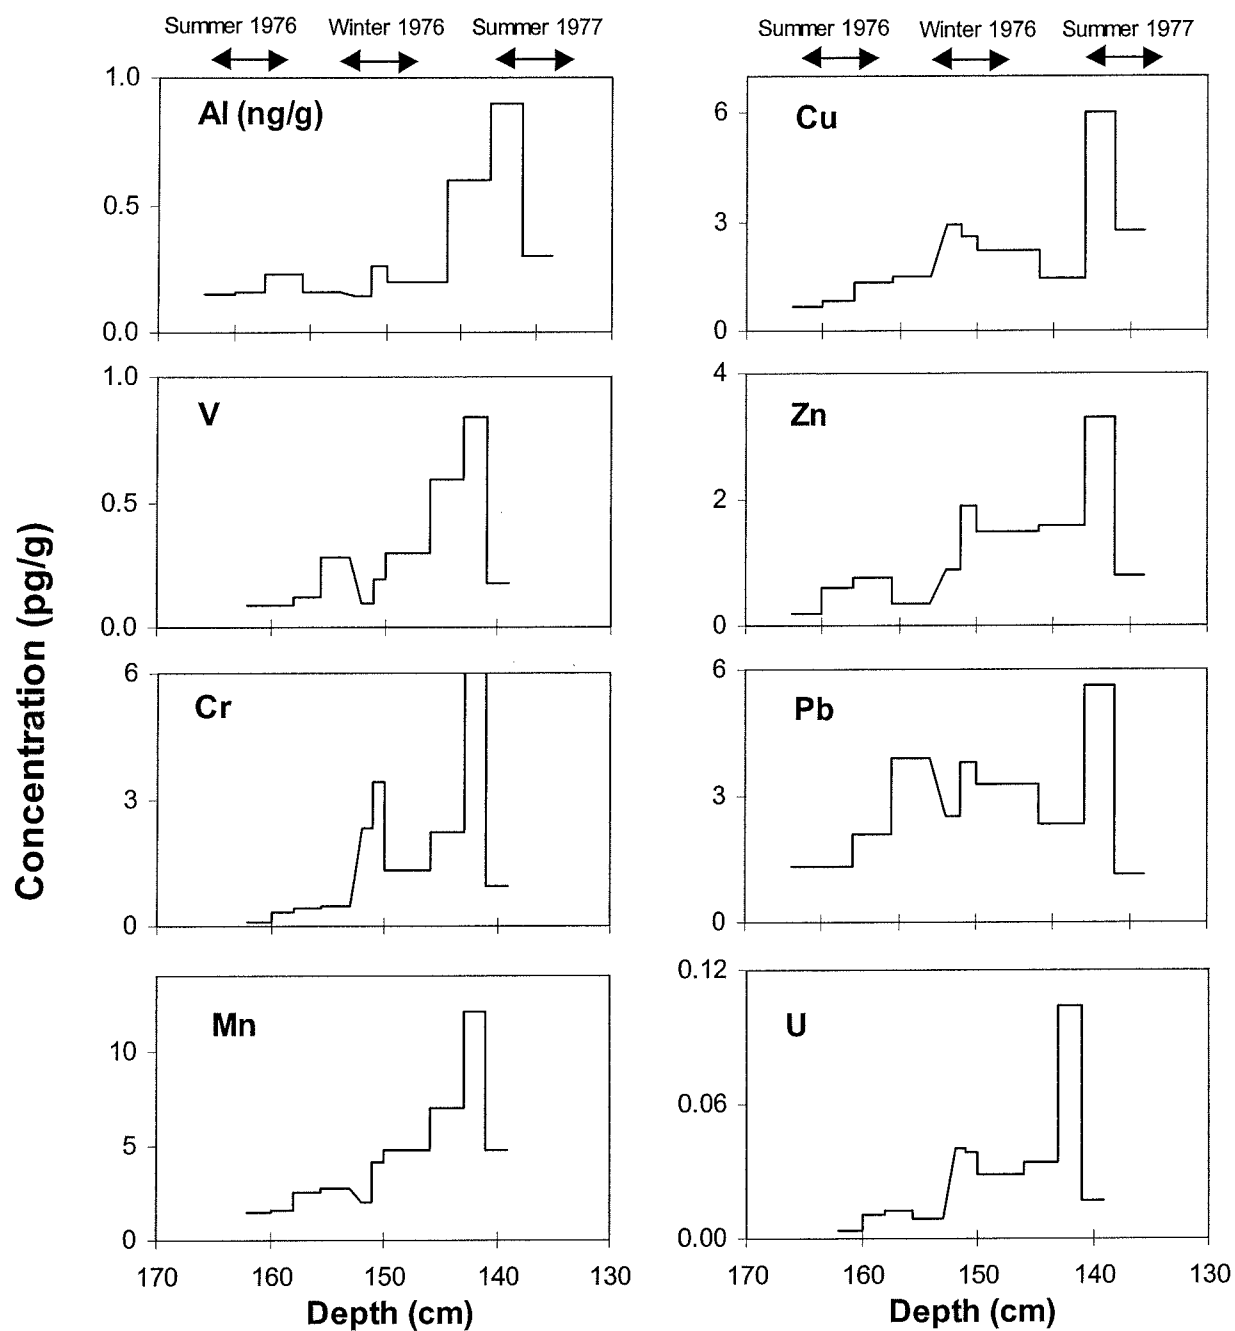 Summer 1976 Winter 1976 Summer 1977
Summer 1976 Winter 1976 Summer 1977
1.0
0.5
0.0
Al (ng/g)
6
3
0
Cu
1.0
0.5
0.0
V
4
2
0
Zn
6
3
0
Cr
6
3
0
Pb
10
5
0
Mn
0.12
0.06
0.00
U
170 160 150 140 130
170 160 150 140 130
Depth (cm)
Depth (cm)
Concentration (pg/g)